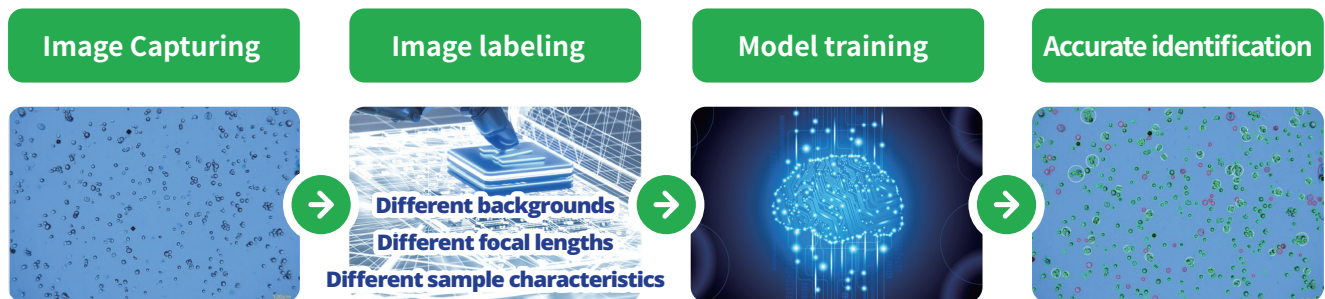 Image Capturing
Image labeling
Model training
Accurate identification
Different backgrounds
Different focal lengths
Different sample characteristics